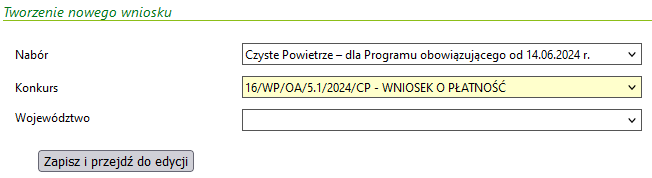 Tworzenie nowego wniosku
Nabór Czyste Powietrze – dla Programu obowiązującego od 14.06.2024 r.
Konkurs 16/WP/OA/5.1/2024/CP - WNIOSEK O PŁATNOŚĆ
Województwo
Zapisz i przejdź do edycji